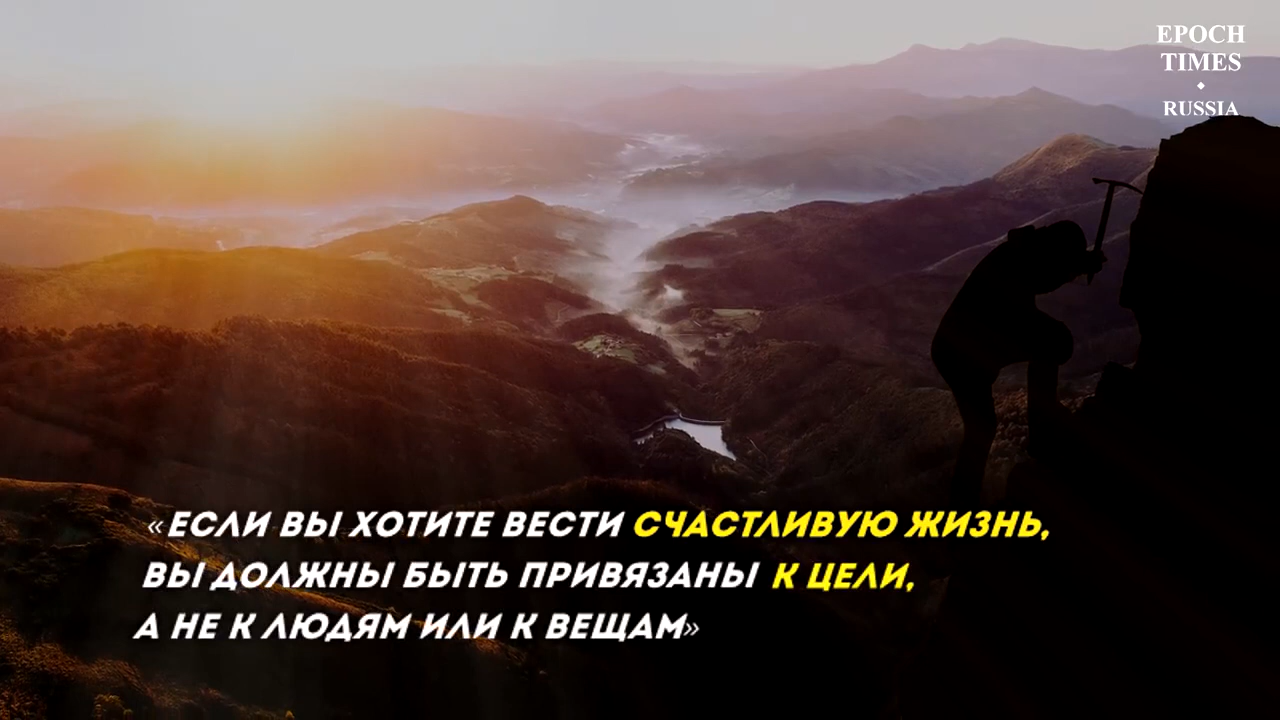 EPOCH
TIMES
RUSSIA
«ЕСЛИ ВЫ ХОТИТЕ ВЕСТИ СЧАСТЛИВУЮ ЖИЗНЬ,
ВЫ ДОЛЖНЫ БЫТЬ ПРИВЯЗАНЫ К ЦЕЛИ,
А НЕ К ЛЮДЯМ ИЛИ К ВЕЩАМ»